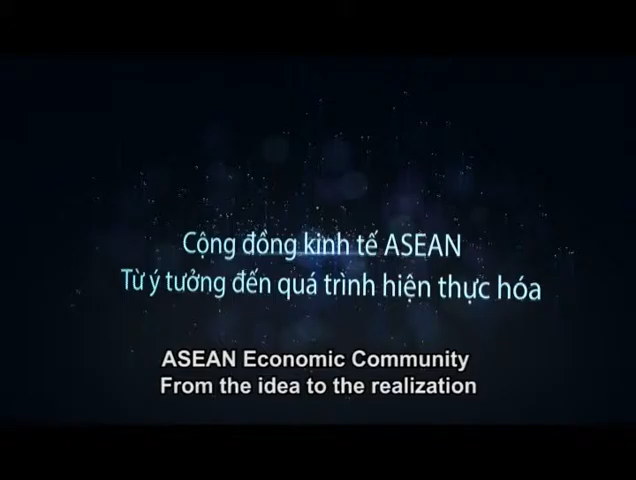 Cộng đồng kinh tế ASEAN
Từ ý tưởng đến quá trình hiện thực hóa
ASEAN Economic Community
From the idea to the realization